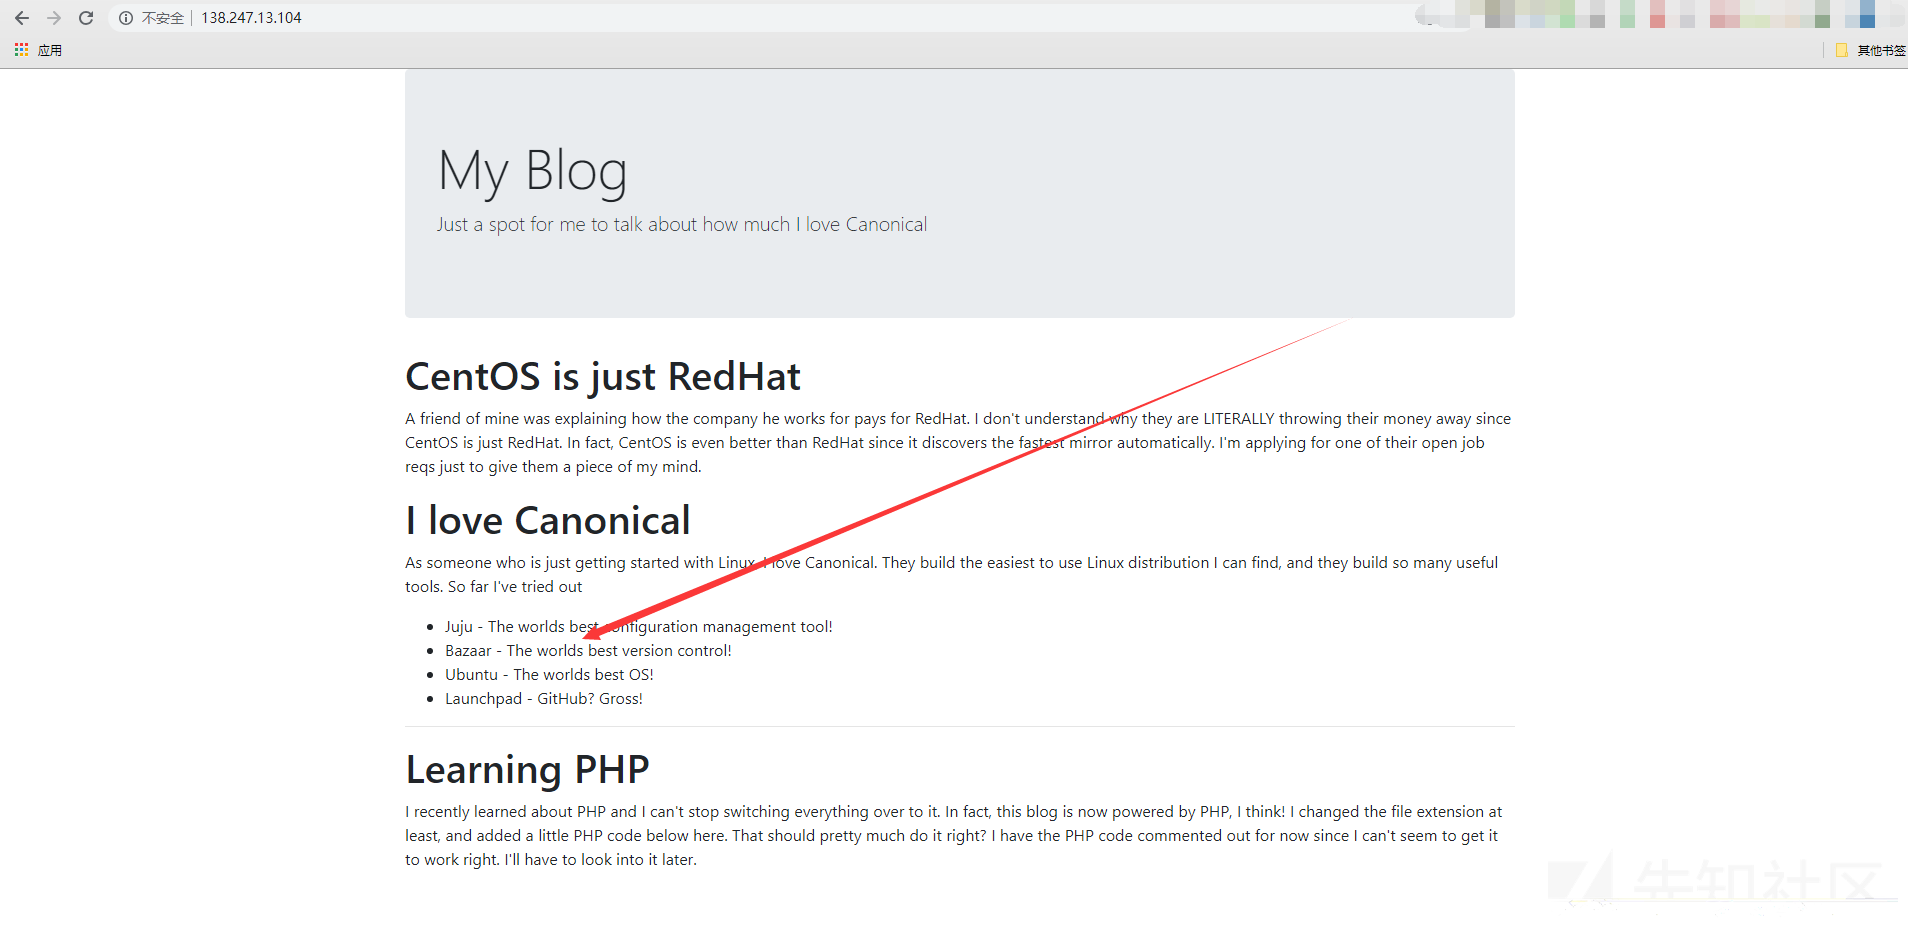 不安全 138.247.13.104
应用
其他书签
My Blog
Just a spot for me to talk about how much I love Canonical
CentOS is just RedHat
A friend of mine was explaining how the company he works for pays for RedHat. I don't understand why they are LITERALLY throwing their money away since
CentOS is just RedHat. In fact, CentOS is even better than RedHat since it discovers the fastest mirror automatically. I'm applying for one of their open job
reqs just to give them a piece of my mind.
I love Canonical
As someone who is just getting started with Linux, I love Canonical. They build the easiest to use Linux distribution I can find, and they build so many useful
tools. So far I've tried out
Juju - The worlds best configuration management tool!
Bazaar - The worlds best version control!
Ubuntu - The worlds best OS!
Launchpad - GitHub? Gross!
Learning PHP
I recently learned about PHP and I can't stop switching everything over to it. In fact, this blog is now powered by PHP, I think! I changed the file extension at
least, and added a little PHP code below here. That should pretty much do it right? I have the PHP code commented out for now since I can't seem to get it
to work right. I'll have to look into it later.
先知社区